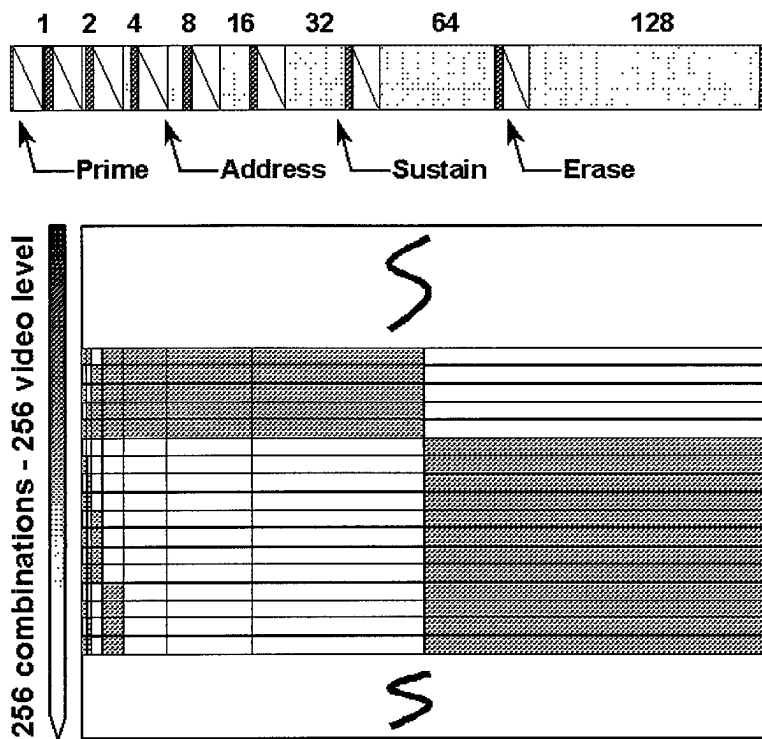 1 2 4 8 16 32 64 128
Prime Address Sustain Erase
256 combinations - 256 video level